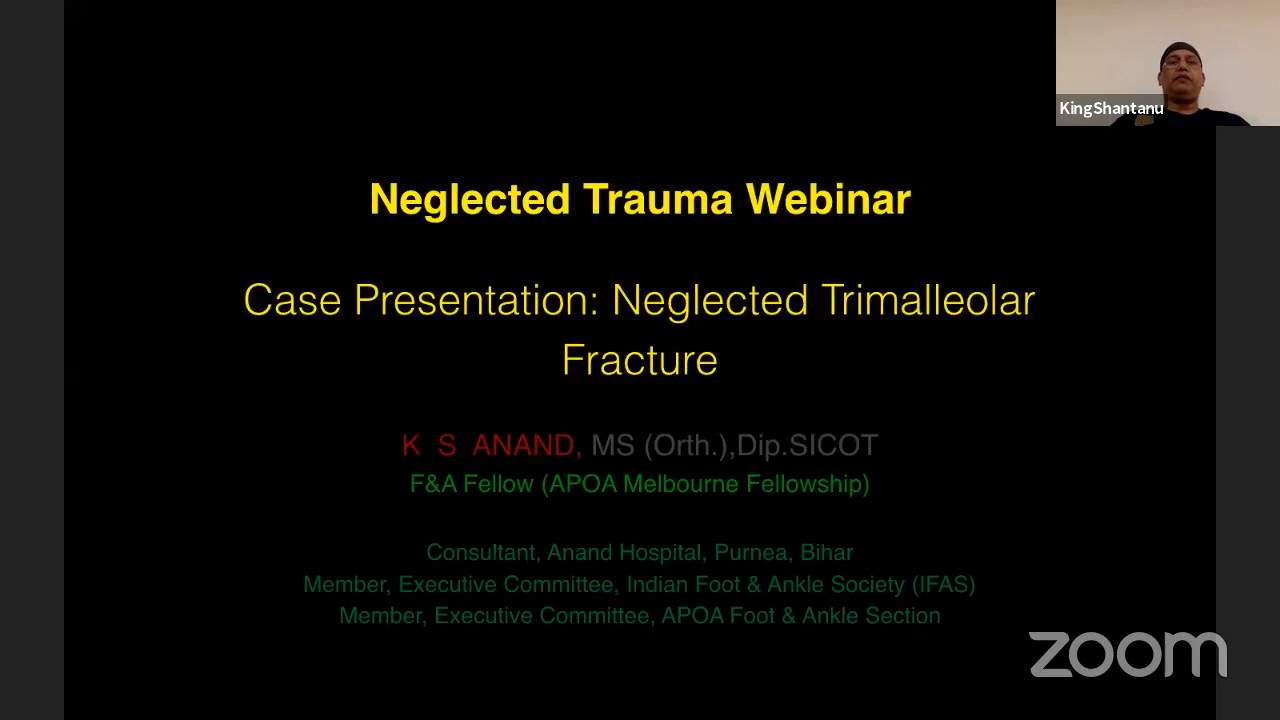 KingShantanu
Neglected Trauma Webinar
Case Presentation: Neglected Trimalleolar
Fracture
K S ANAND, MS (Orth.),Dip.SICOT
F&A Fellow (APOA Melbourne Fellowship)
Consultant, Anand Hospital, Purnea, Bihar
Member, Executive Committee, Indian Foot & Ankle Society (IFAS)
Member, Executive Committee, APOA Foot & Ankle Section
zoom